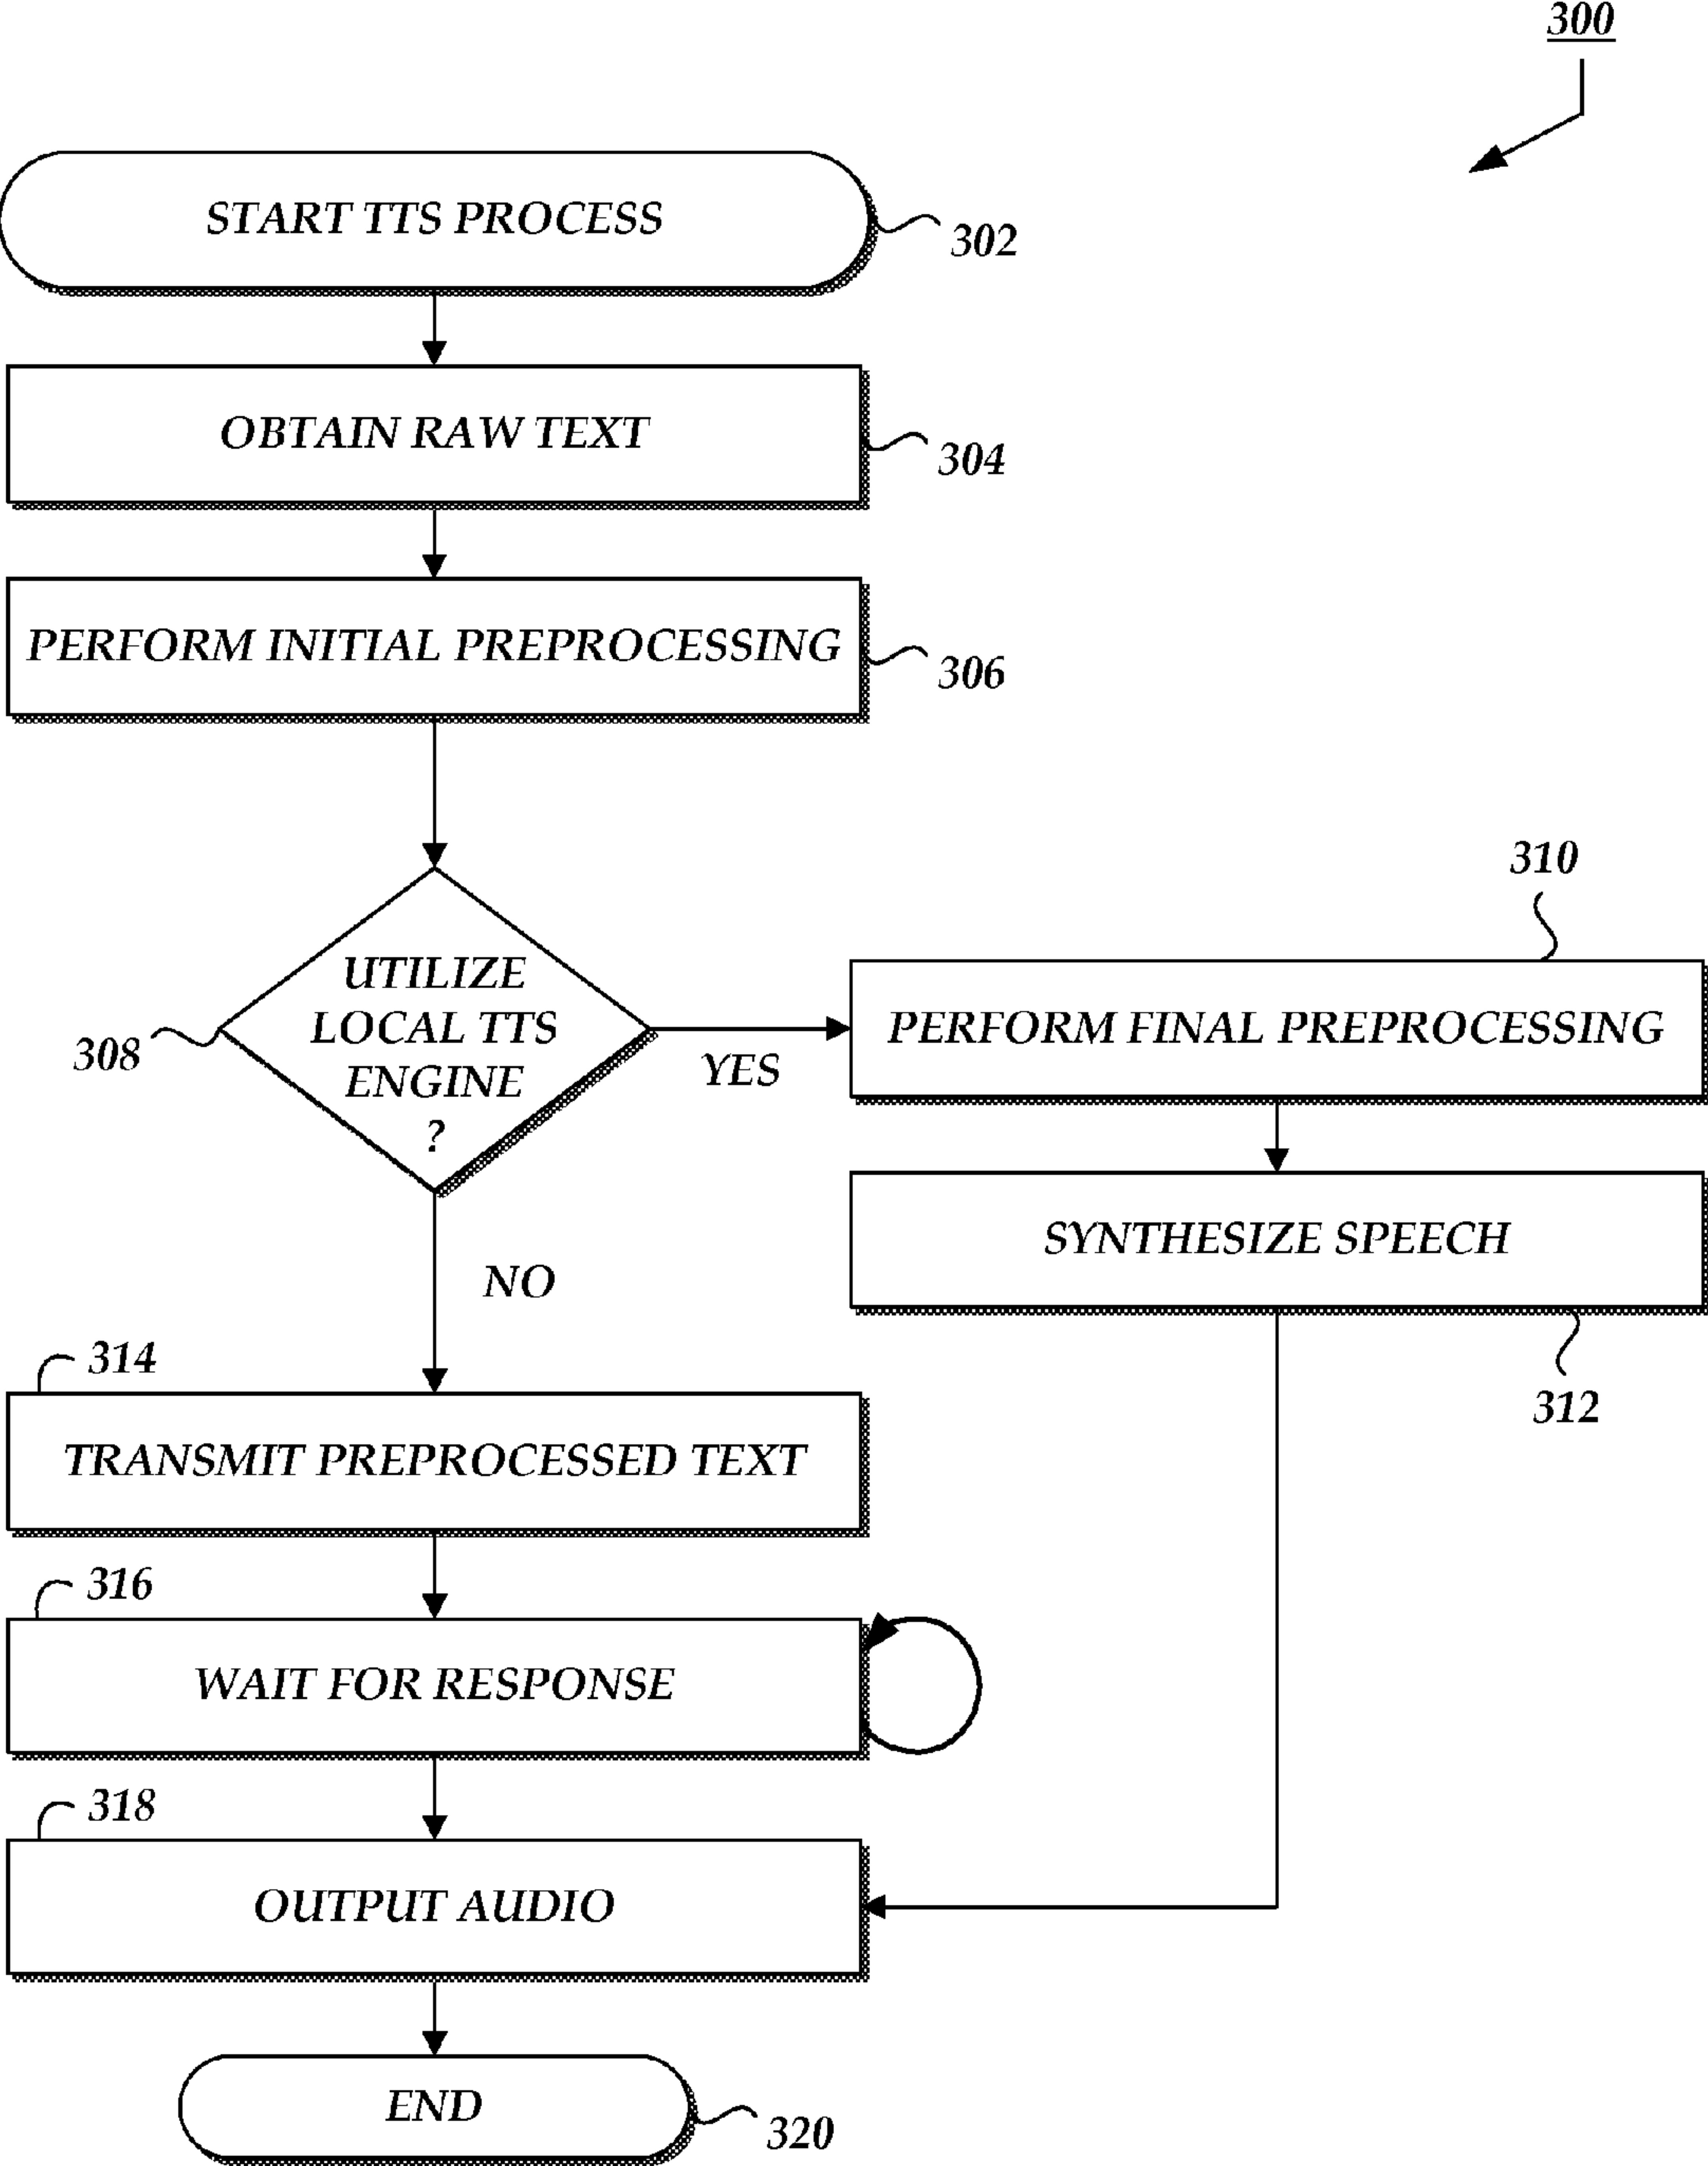 300
START TTS PROCESS
302
OBTAIN RAW TEXT
304
PERFORM INITIAL PREPROCESSING
306
UTILIZE
LOCAL TTS
ENGINE
?
308
YES
310
PERFORM FINAL PREPROCESSING
SYNTHESIZE SPEECH
312
NO
314
TRANSMIT PREPROCESSED TEXT
316
WAIT FOR RESPONSE
318
OUTPUT AUDIO
END
320